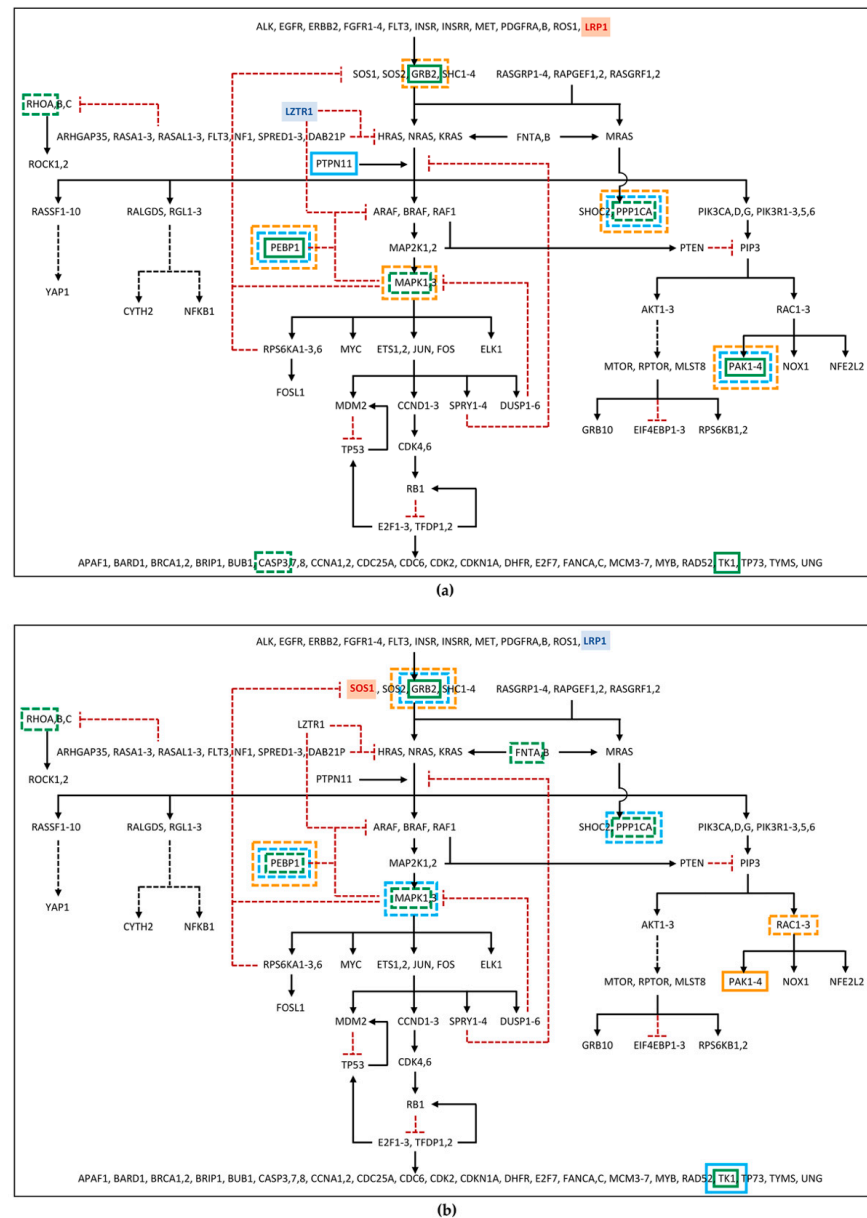 ALK, EGFR, ERBB2, FGFR1-4, FLT3, INSR, INSRR, MET, PDGFRA,B, ROS1, LRP1
SOS1, SOS2, GRB2, SHC1-4 RASGRP1-4, RAPGEF1,2, RASGRF1,2
RHOA,B,C
LZTR1
ARHGAP35, RASA1-3, RASAL1-3, FLT3, NF1, SPRED1-3, DAB21P HRAS, NRAS, KRAS FNTA,B MRAS
ROCK1,2
PTPN11
RASSF1-10 RALGDS, RGL1-3 ARAF, BRAF, RAF1 SHOC2, PPP1CA PIK3CA,D,G, PIK3R1-3,5,6
PEBP1 MAP2K1,2 PTEN PIP3
YAP1 MAPK1,3
CYTH2 NFKB1 AKT1-3 RAC1-3
RPS6KA1-3,6 MYC ETS1,2, JUN, FOS ELK1
MTOR, RPTOR, MLST8 PAK1-4 NOX1 NFE2L2
FOSL1
MDM2 CCND1-3 SPRY1-4 DUSP1-6
GRB10 EIF4EBP1-3 RPS6KB1,2
TP53 CDK4,6
RB1
E2F1-3, TFDP1,2
APAF1, BARD1, BRCA1,2, BRIP1, BUB1, CASP3,7,8, CCNA1,2, CDC25A, CDC6, CDK2, CDKN1A, DHFR, E2F7, FANCA,C, MCM3-7, MYB, RAD52, TK1, TP73, TYMS, UNG
(a)
ALK, EGFR, ERBB2, FGFR1-4, FLT3, INSR, INSRR, MET, PDGFRA,B, ROS1, LRP1
SOS1, SOS2, GRB2, SHC1-4 RASGRP1-4, RAPGEF1,2, RASGRF1,2
RHOA,B,C
LZTR1
ARHGAP35, RASA1-3, RASAL1-3, FLT3, NF1, SPRED1-3, DAB21P HRAS, NRAS, KRAS FNTA,B MRAS
ROCK1,2
PTPN11
RASSF1-10 RALGDS, RGL1-3 ARAF, BRAF, RAF1 SHOC2, PPP1CA PIK3CA,D,G, PIK3R1-3,5,6
PEBP1 MAP2K1,2 PTEN PIP3
YAP1 MAPK1,3
CYTH2 NFKB1 AKT1-3 RAC1-3
RPS6KA1-3,6 MYC ETS1,2, JUN, FOS ELK1
MTOR, RPTOR, MLST8 PAK1-4 NOX1 NFE2L2
FOSL1
MDM2 CCND1-3 SPRY1-4 DUSP1-6
GRB10 EIF4EBP1-3 RPS6KB1,2
TP53 CDK4,6
RB1
E2F1-3, TFDP1,2
APAF1, BARD1, BRCA1,2, BRIP1, BUB1, CASP3,7,8, CCNA1,2, CDC25A, CDC6, CDK2, CDKN1A, DHFR, E2F7, FANCA,C, MCM3-7, MYB, RAD52, TK1, TP73, TYMS, UNG
(b)